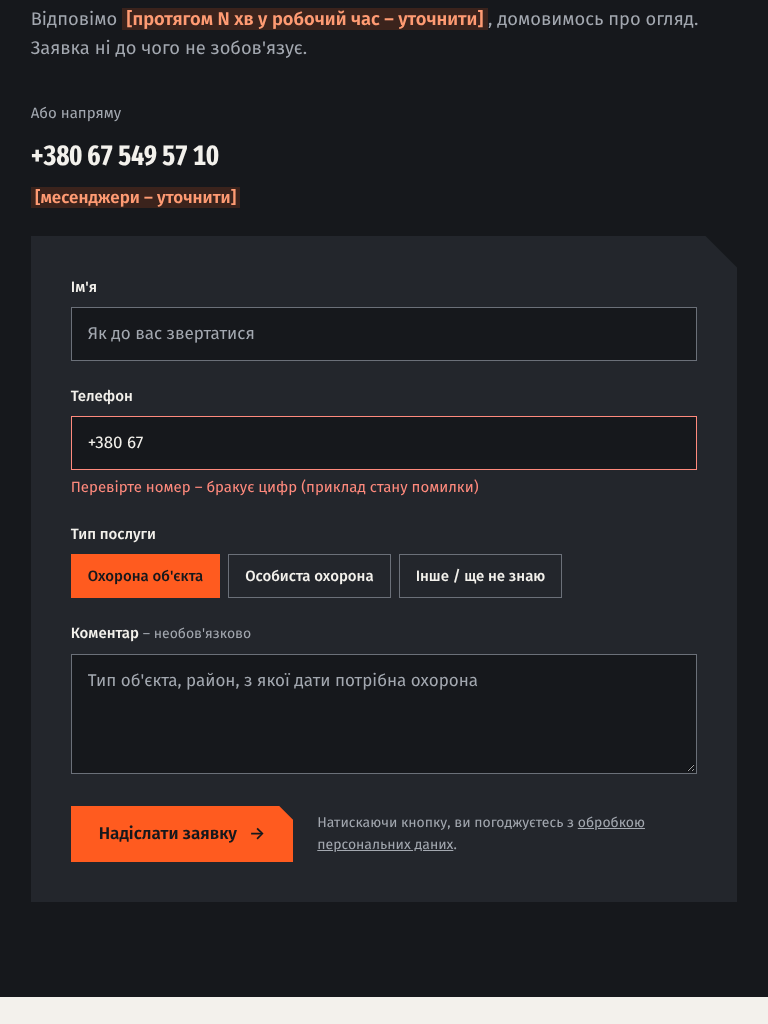 Відповімо [протягом N хв у робочий час – уточнити], домовимось про огляд.
Заявка ні до чого не зобов'язує.
Або напряму
+380 67 549 57 10
[месенджери – уточнити]
Ім'я
Як до вас звертатися
Телефон
+380 67
Перевірте номер – бракує цифр (приклад стану помилки)
Тип послуги
Охорона об'єкта
Особиста охорона
Інше / ще не знаю
Коментар – необов'язково
Тип об'єкта, район, з якої дати потрібна охорона
Надіслати заявку →
Натискаючи кнопку, ви погоджуєтесь з обробкою
персональних даних.